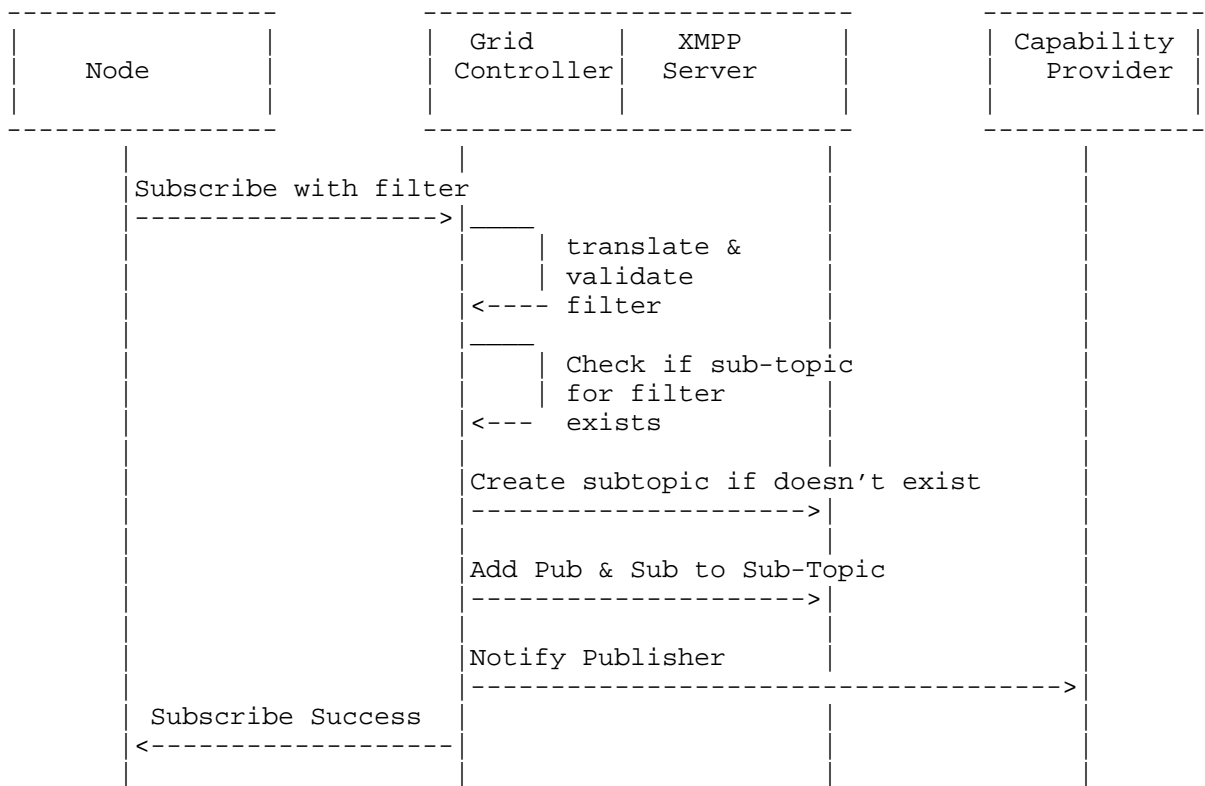 Grid XMPP Capability
Node Controller Server Provider
Subscribe with filter
translate &
validate
filter
Check if sub-topic
for filter
exists
Create subtopic if doesn't exist
Add Pub & Sub to Sub-Topic
Notify Publisher
Subscribe Success